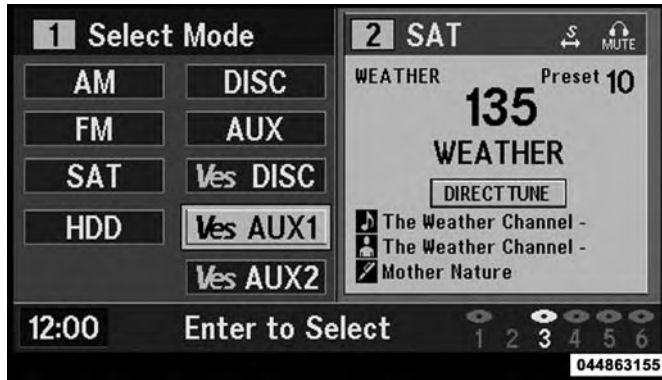 1 Select Mode
AM
DISC
FM
AUX
SAT
Ves DISC
HDD
Ves AUX1
Ves AUX2
2 SAT
S
MUTE
WEATHER
Preset 10
135
WEATHER
DIRECT TUNE
The Weather Channel -
The Weather Channel -
Mother Nature
12:00
Enter to Select
1 2 3 4 5 6
044863155